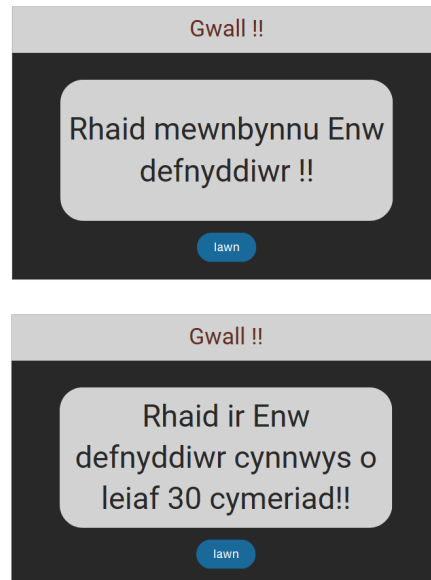 Gwall !!
Rhaid mewnbynnu Enw
defnyddiwr !!
Iawn
Gwall !!
Rhaid ir Enw
defnyddiwr cynnwys o
leiaf 30 cymeriad!!
Iawn